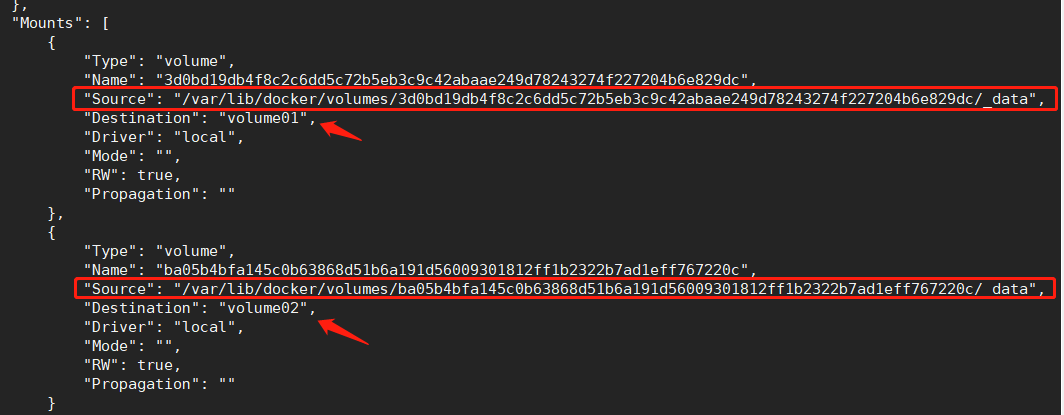 },
"Mounts": [
{
"Type": "volume",
"Name": "3d0bd19db4f8c2c6dd5c72b5eb3c9c42abaae249d78243274f227204b6e829dc",
"Source": "/var/lib/docker/volumes/3d0bd19db4f8c2c6dd5c72b5eb3c9c42abaae249d78243274f227204b6e829dc/_data",
"Destination": "volume01",
"Driver": "local",
"Mode": "",
"RW": true,
"Propagation": ""
},
{
"Type": "volume",
"Name": "ba05b4bfa145c0b63868d51b6a191d56009301812ff1b2322b7ad1eff767220c",
"Source": "/var/lib/docker/volumes/ba05b4bfa145c0b63868d51b6a191d56009301812ff1b2322b7ad1eff767220c/_data",
"Destination": "volume02",
"Driver": "local",
"Mode": "",
"RW": true,
"Propagation": ""
}